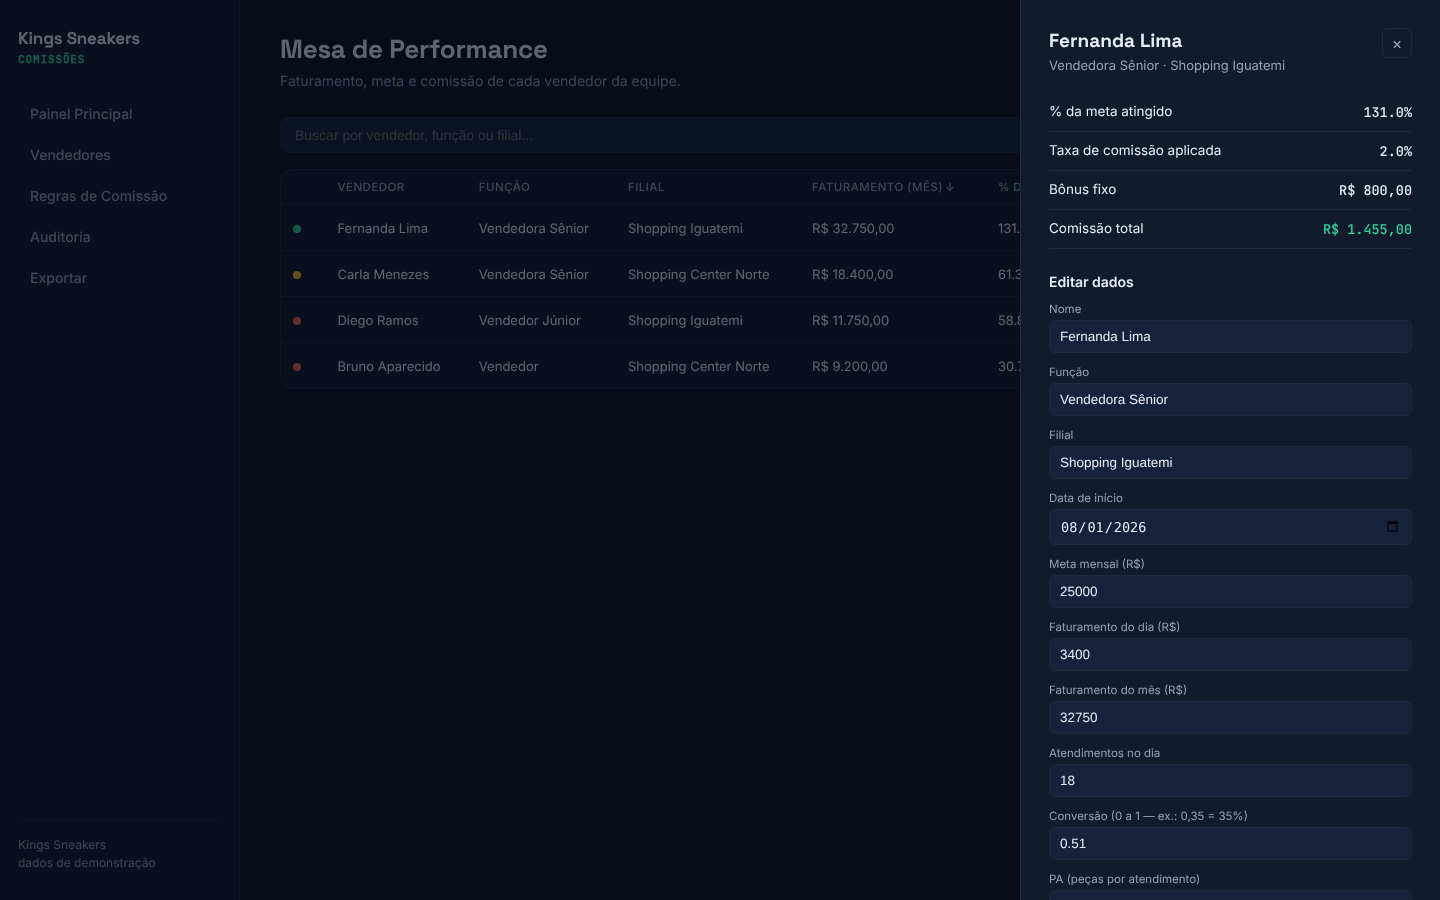 Kings Sneakers
COMISSÕES
Painel Principal
Vendedores
Regras de Comissão
Auditoria
Exportar
Kings Sneakers
dados de demonstração
Mesa de Performance
Faturamento, meta e comissão de cada vendedor da equipe.
Buscar por vendedor, função ou filial...
VENDEDOR FUNÇÃO FILIAL FATURAMENTO (MÊS) ↓ % D
Fernanda Lima Vendedora Sênior Shopping Iguatemi R$ 32.750,00 131.
Carla Menezes Vendedora Sênior Shopping Center Norte R$ 18.400,00 61.3
Diego Ramos Vendedor Júnior Shopping Iguatemi R$ 11.750,00 58.8
Bruno Aparecido Vendedor Shopping Center Norte R$ 9.200,00 30.7
Fernanda Lima
×
Vendedora Sênior · Shopping Iguatemi
% da meta atingido 131.0%
Taxa de comissão aplicada 2.0%
Bônus fixo R$ 800,00
Comissão total R$ 1.455,00
Editar dados
Nome
Fernanda Lima
Função
Vendedora Sênior
Filial
Shopping Iguatemi
Data de início
08/01/2026
Meta mensal (R$)
25000
Faturamento do dia (R$)
3400
Faturamento do mês (R$)
32750
Atendimentos no dia
18
Conversão (0 a 1 — ex.: 0,35 = 35%)
0.51
PA (peças por atendimento)